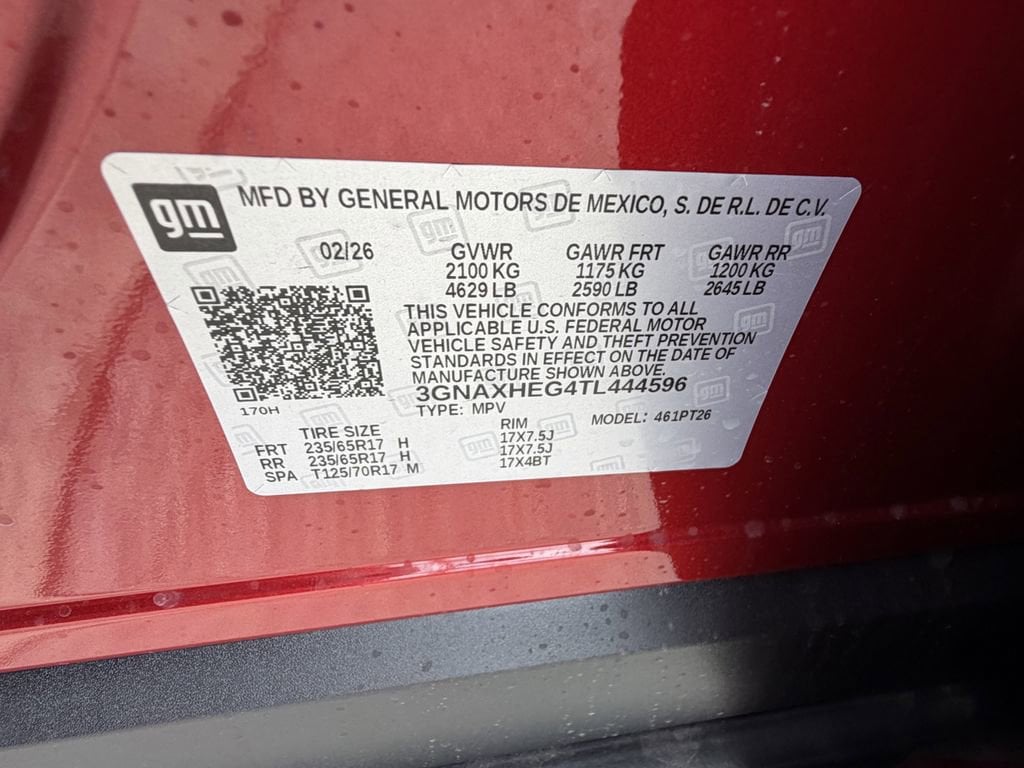 gm MFD BY GENERAL MOTORS DE MEXICO, S. DE R.L. DE C.V.
02/26 GVWR GAWR FRT GAWR RR
2100 KG 1175 KG 1200 KG
4629 LB 2590 LB 2645 LB
THIS VEHICLE CONFORMS TO ALL
APPLICABLE U.S. FEDERAL MOTOR
VEHICLE SAFETY AND THEFT PREVENTION
STANDARDS IN EFFECT ON THE DATE OF
MANUFACTURE SHOWN ABOVE.
3GNAXHEG4TL444596
170H TYPE: MPV MODEL: 461PT26
TIRE SIZE RIM
FRT 235/65R17 H 17X7.5J
RR 235/65R17 H 17X7.5J
SPA T125/70R17 M 17X4BT